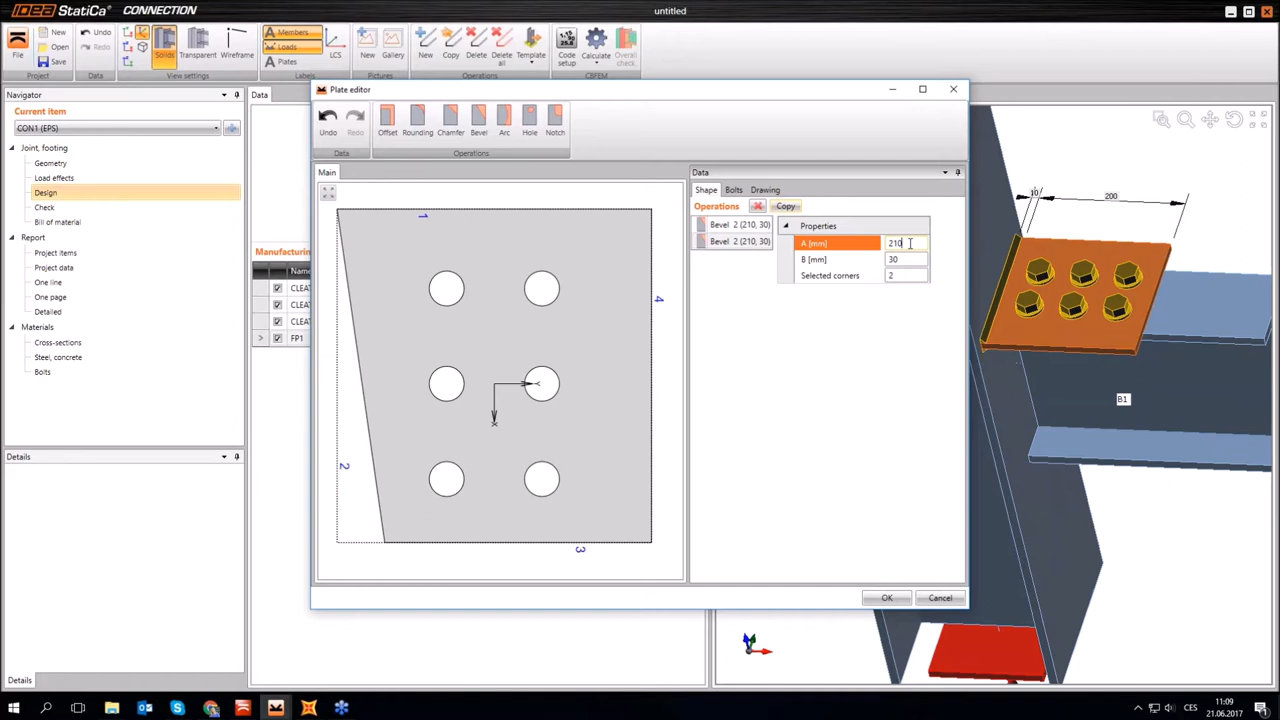 IDEA StatiCa® CONNECTION
untitled
File
New
Open
Save
Undo
Redo
Solids
Transparent
Wireframe
Members
Loads
Plates
LCS
New
Gallery
New
Copy
Delete
Delete all
Template
Code setup
Calculate
Overall check
Project
Data
View settings
Labels
Pictures
Operations
CBFEM
Navigator
Current item
CON1 (EPS)
Joint, footing
Geometry
Load effects
Design
Check
Bill of material
Report
Project items
Project data
One line
One page
Detailed
Materials
Cross-sections
Steel, concrete
Bolts
Details
Details
Data
Manufacturing
Name
CLEA
CLEA
CLEA
FP1
Plate editor
Undo
Redo
Offset
Rounding
Chamfer
Bevel
Arc
Hole
Notch
Data
Operations
Main
1
2
3
4
Y
X
Data
Shape
Bolts
Drawing
Operations
Copy
Bevel 2 (210, 30)
Bevel 2 (210, 30)
Properties
A [mm] 210
B [mm] 30
Selected corners 2
OK
Cancel
10
200
B1
CES
11:09
21.06.2017